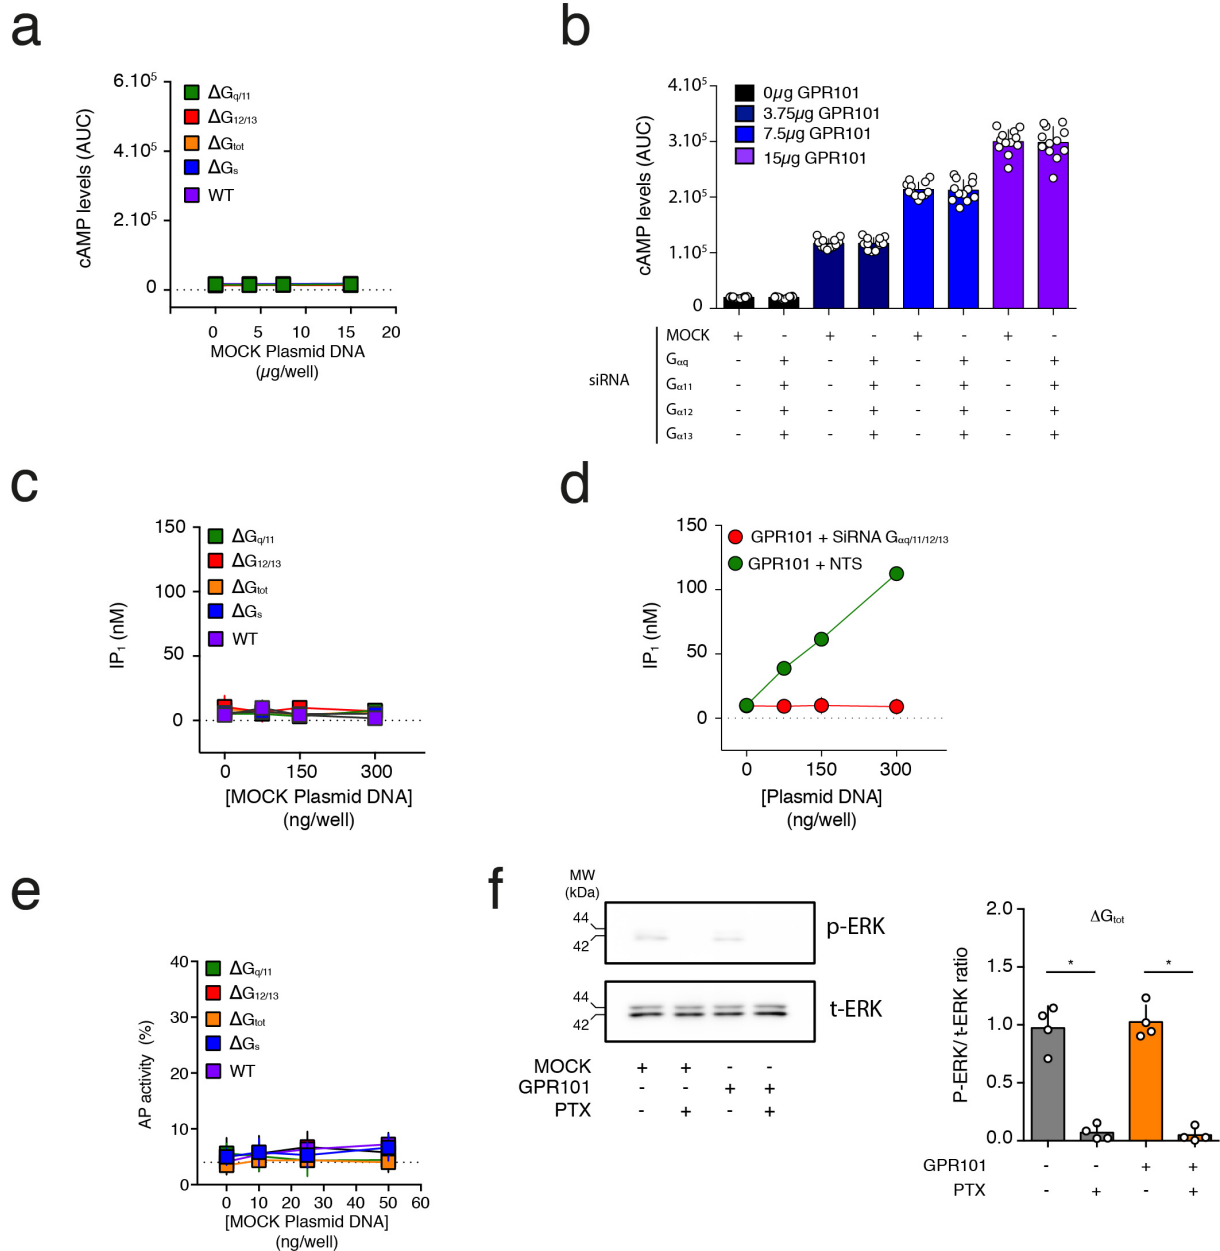 a
6.10⁵
4.10⁵
2.10⁵
0
cAMP levels (AUC)
ΔGq/11
ΔG12/13
ΔGtot
ΔGs
WT
0 5 10 15 20
MOCK Plasmid DNA
(µg/well)
b
4.10⁵
3.10⁵
2.10⁵
1.10⁵
0
cAMP levels (AUC)
0µg GPR101
3.75µg GPR101
7.5µg GPR101
15µg GPR101
siRNA
MOCK + - + - + - + -
Gαq - + - + - + - +
Gα11 - + - + - + - +
Gα12 - + - + - + - +
Gα13 - + - + - + - +
c
150
100
50
0
IP₁ (nM)
ΔGq/11
ΔG12/13
ΔGtot
ΔGs
WT
0 150 300
[MOCK Plasmid DNA]
(ng/well)
d
150
100
50
0
IP₁ (nM)
GPR101 + SiRNA Gαq/11/12/13
GPR101 + NTS
0 150 300
[Plasmid DNA]
(ng/well)
e
40
30
20
10
0
AP activity (%)
ΔGq/11
ΔG12/13
ΔGtot
ΔGs
WT
0 10 20 30 40 50 60
[MOCK Plasmid DNA]
(ng/well)
f
MW
(kDa)
44
42
p-ERK
44
42
t-ERK
MOCK + + - -
GPR101 - - + +
PTX - + - +
2.0
1.5
1.0
0.5
0.0
P-ERK/ t-ERK ratio
ΔGtot
* *
GPR101 - - + +
PTX - + - +